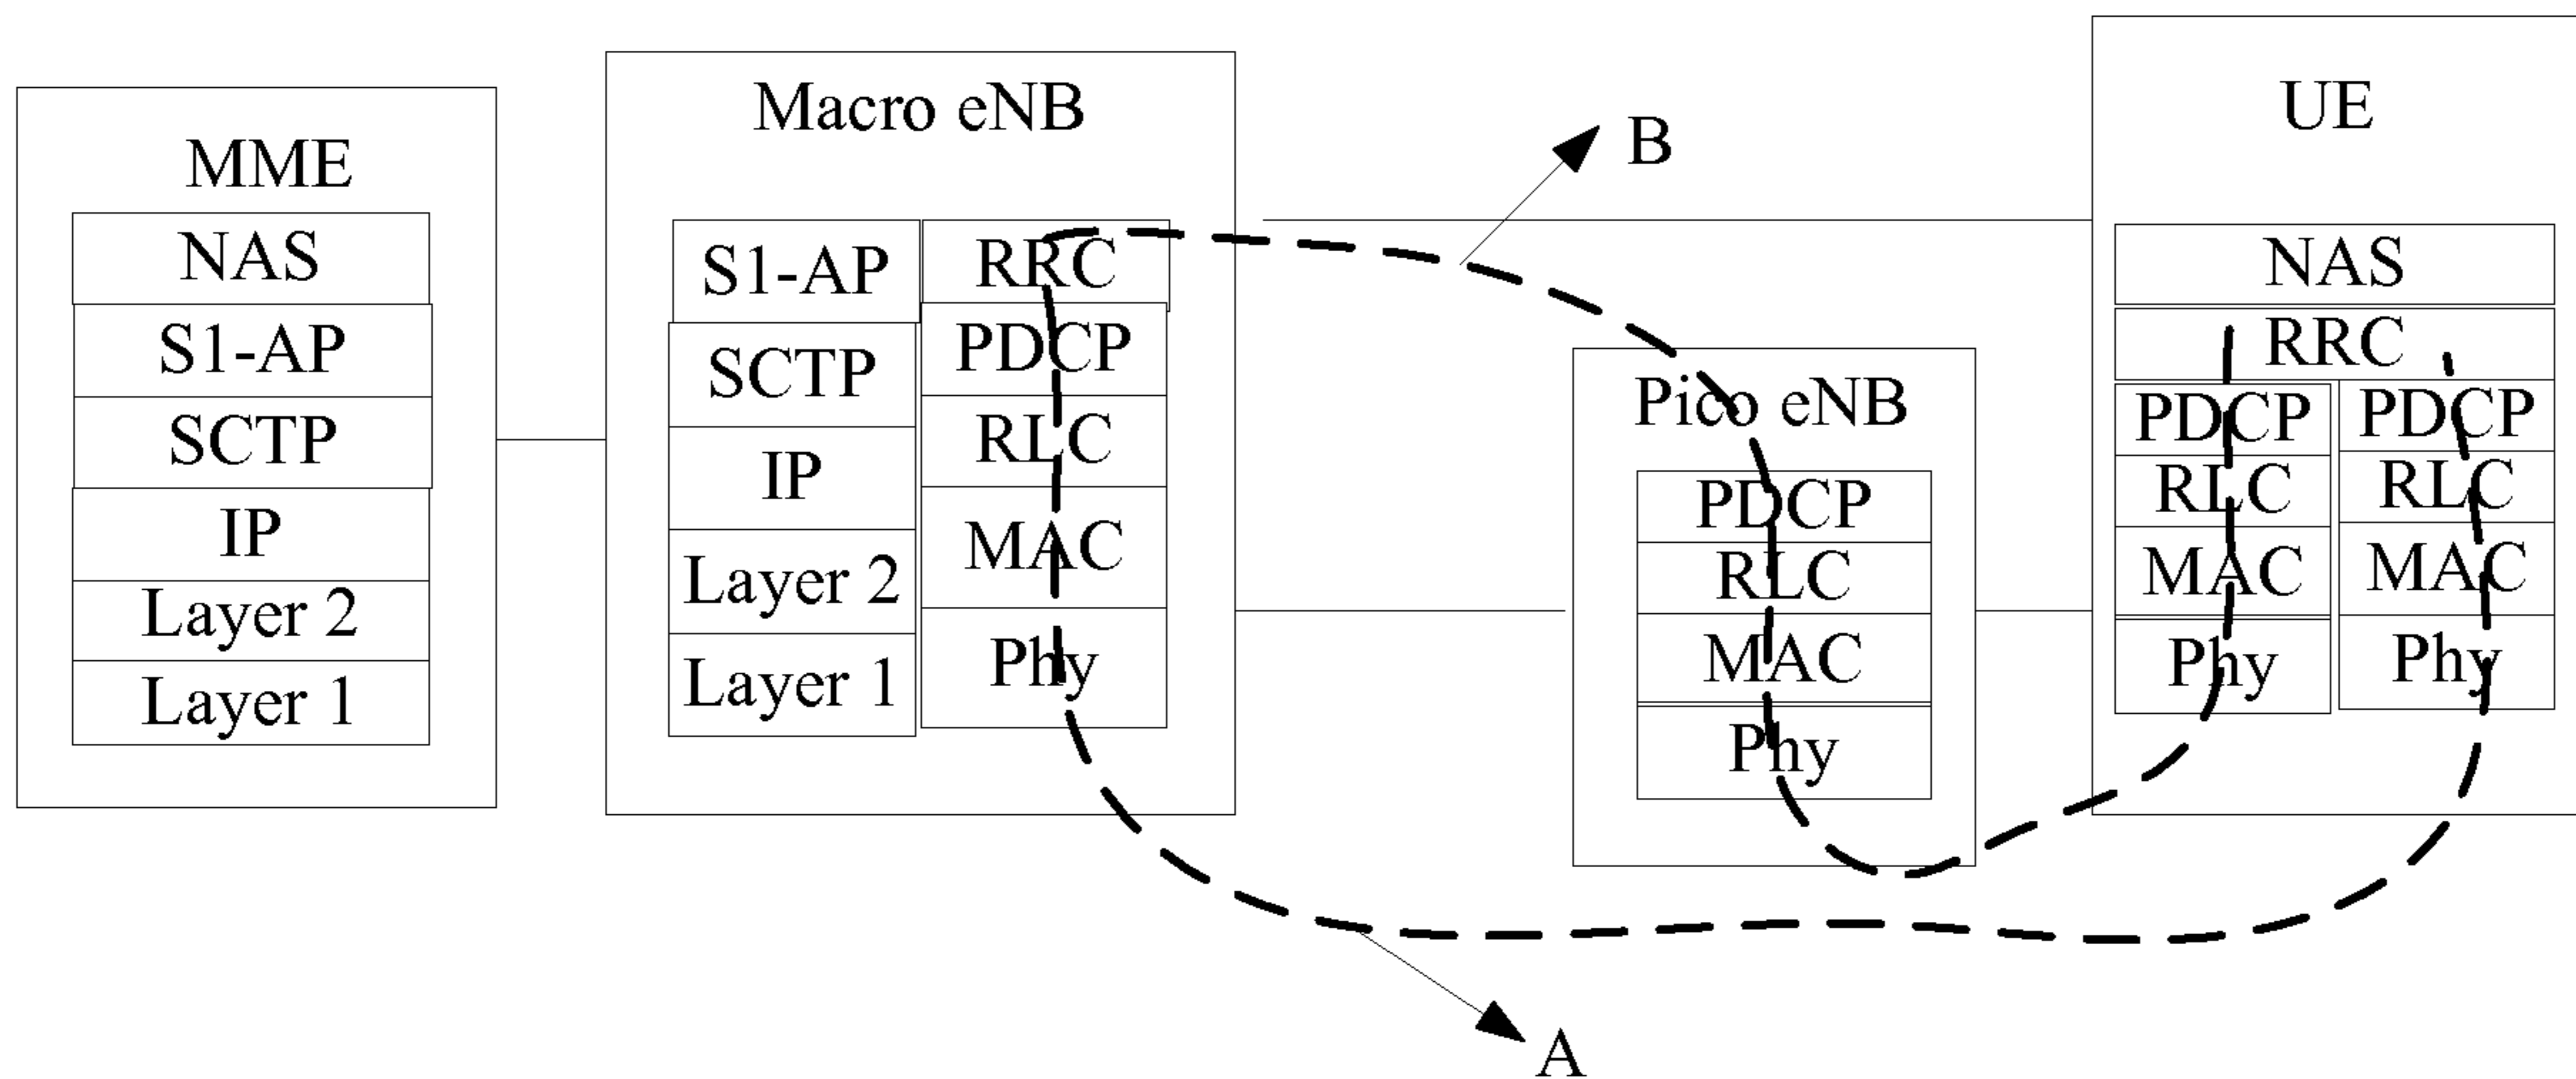 MME
NAS
S1-AP
SCTP
IP
Layer 2
Layer 1
Macro eNB
S1-AP
SCTP
IP
Layer 2
Layer 1
RRC
PDCP
RLC
MAC
Phy
B
A
Pico eNB
PDCP
RLC
MAC
Phy
UE
NAS
RRC
PDCP
RLC
MAC
Phy
PDCP
RLC
MAC
Phy